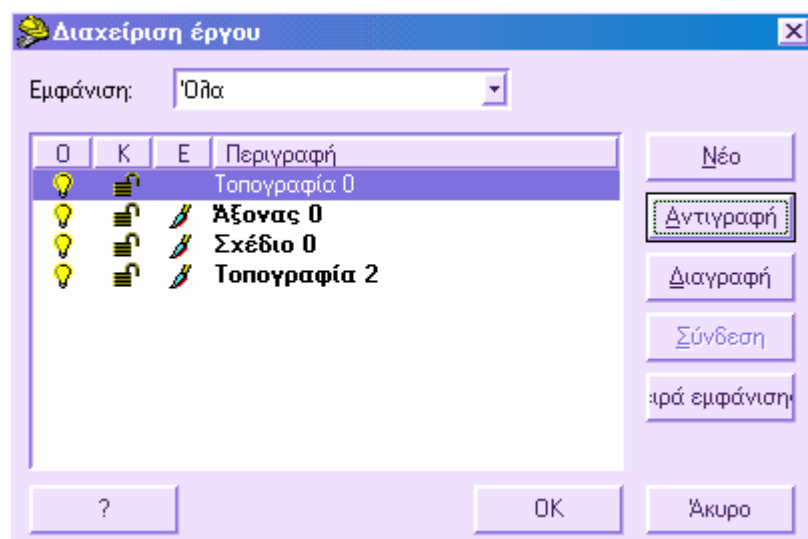 Διαχείριση έργου
Εμφάνιση: Όλα
Ο Κ Ε Περιγραφή
Τοπογραφία 0
Άξονας 0
Σχέδιο 0
Τοπογραφία 2
Νέο
Αντιγραφή
Διαγραφή
Σύνδεση
ιρά εμφάνιση
? OK Άκυρο